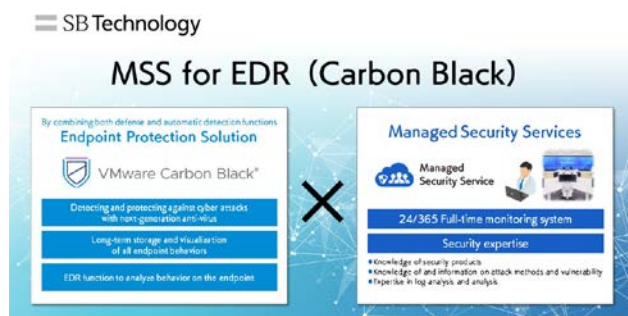 SB Technology
MSS for EDR（Carbon Black）
By combining both defense and automatic detection functions
Endpoint Protection Solution
VMware Carbon Black®
Detecting and protecting against cyber attacks
with next-generation anti-virus
Long-term storage and visualization
of all endpoint behaviors
EDR function to analyze behavior on the endpoint
×
Managed Security Services
Managed
Security Service
24/365 Full-time monitoring system
Security expertise
●Knowledge of security products
●Knowledge of and information on attack methods and vulnerability
●Expertise in log analysis and analysis